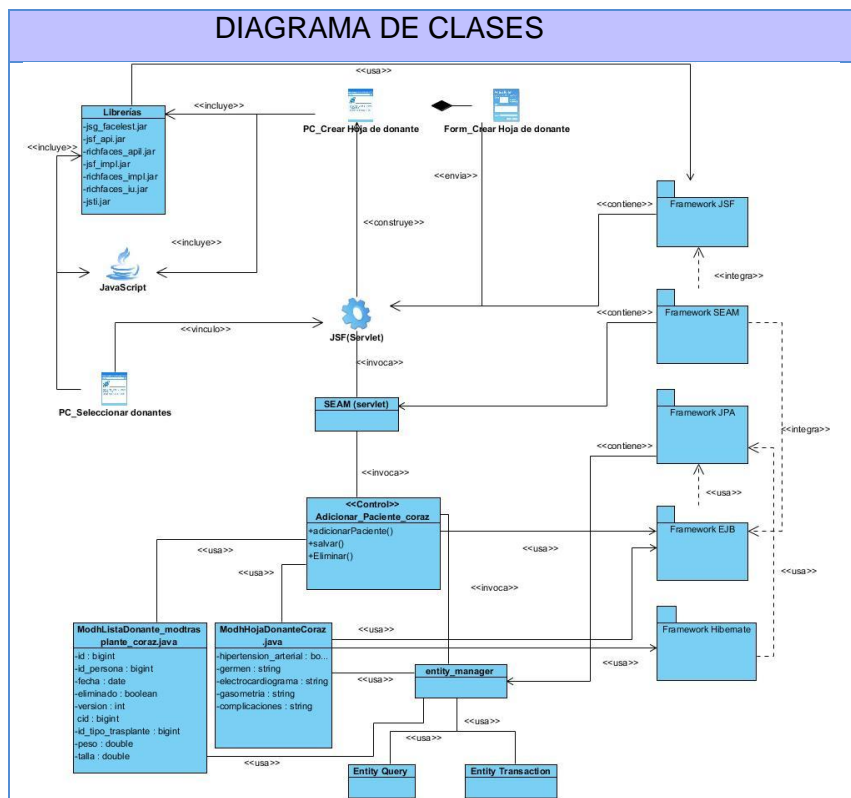 DIAGRAMA DE CLASES
<<usa>>
<<incluye>>
Librerías
-jsg_facelest.jar
-jsf_api.jar
-richfaces_apil.jar
-jsf_impl.jar
-richfaces_impl.jar
-richfaces_iu.jar
-jsti.jar
PC_Crear Hoja de donante
Form_Crear Hoja de donante
<<incluye>>
<<envia>>
<<contiene>>
Framework JSF
<<construye>>
<<incluye>>
JavaScript
<<integra>>
<<vinculo>>
JSF(Servlet)
<<contiene>>
Framework SEAM
<<invoca>>
PC_Seleccionar donantes
SEAM (servlet)
Framework JPA
<<integra>>
<<contiene>>
<<invoca>>
<<usa>>
<<Control>>
Adicionar_Paciente_coraz
+adicionarPaciente()
+salvar()
+Eliminar()
Framework EJB
<<usa>>
<<usa>>
<<usa>>
<<invoca>>
ModhListaDonante_modtras
plante_coraz.java
-id : bigint
-id_persona : bigint
-fecha : date
-eliminado : boolean
-version : int
cid : bigint
-id_tipo_trasplante : bigint
-peso : double
-talla : double
ModhHojaDonanteCoraz
.java
-hipertension_arterial : bo...
-germen : string
-electrocardiograma : string
-gasometria : string
-complicaciones : string
<<usa>>
Framework Hibernate
<<usa>>
<<usa>>
entity_manager
<<usa>>
<<usa>>
<<usa>>
Entity Query
Entity Transaction